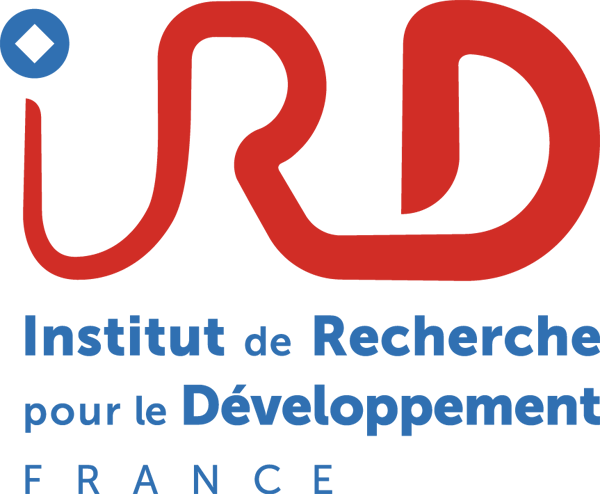 iRD
Institut de Recherche
pour le Développement
FRANCE